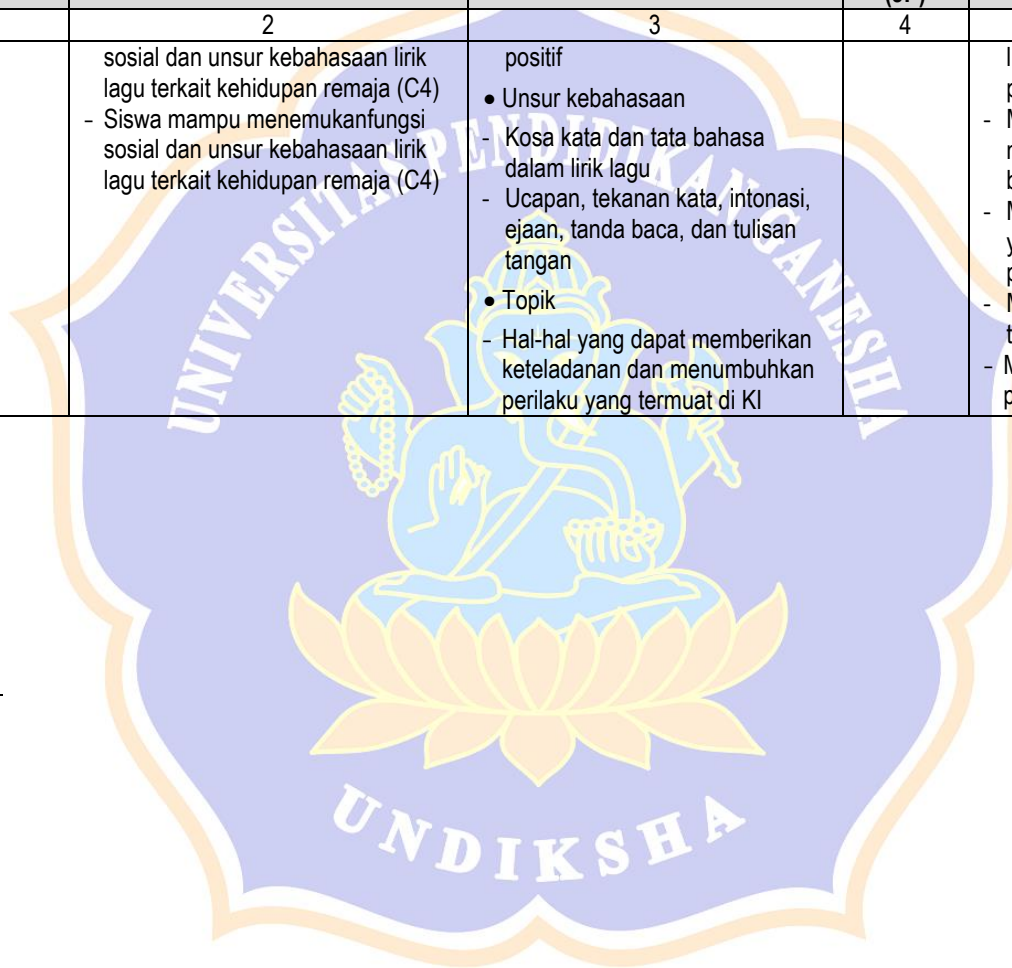 2
3
4
sosial dan unsur kebahasaan lirik
lagu terkait kehidupan remaja (C4)
- Siswa mampu menemukanfungsi
sosial dan unsur kebahasaan lirik
lagu terkait kehidupan remaja (C4)
positif
• Unsur kebahasaan
- Kosa kata dan tata bahasa
dalam lirik lagu
- Ucapan, tekanan kata, intonasi,
ejaan, tanda baca, dan tulisan
tangan
• Topik
- Hal-hal yang dapat memberikan
keteladanan dan menumbuhkan
perilaku yang termuat di KI
UNIVERSITAS PENDIDIKAN GANESHA
UNDIKSHA